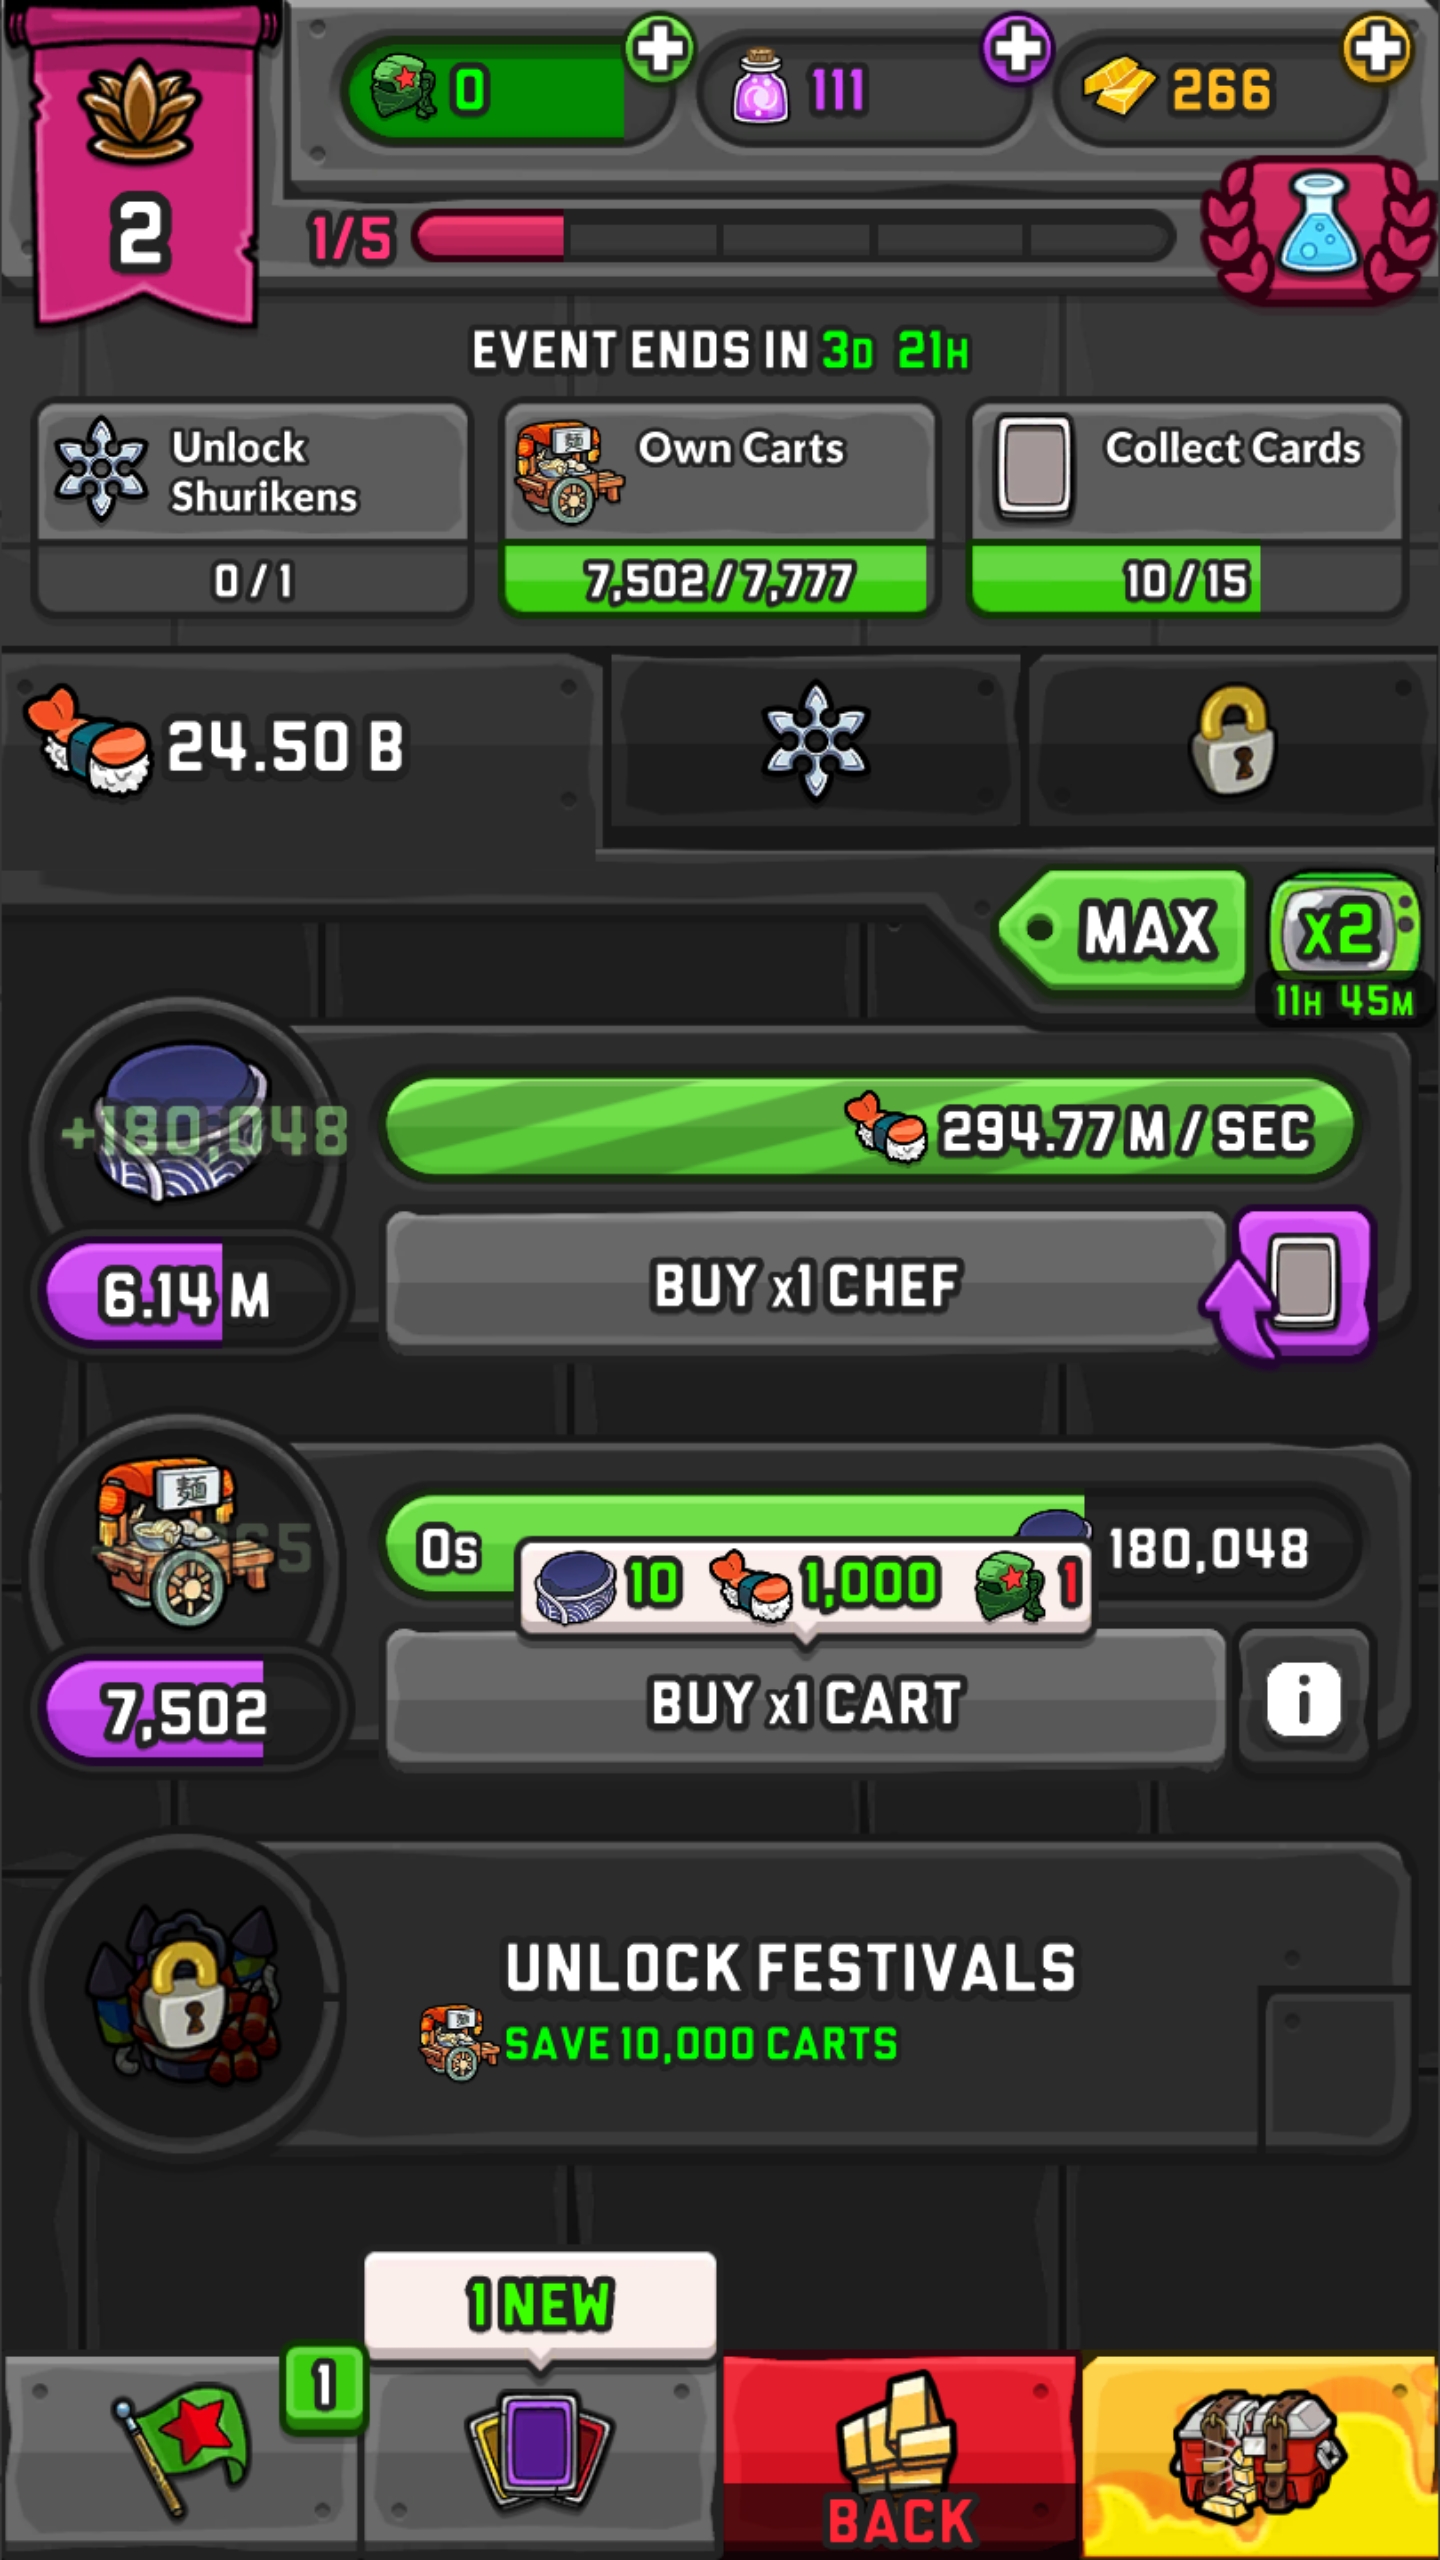 0
111
266
2
1/5
EVENT ENDS IN 3D 21H
Unlock
Shurikens
0/1
Own Carts
7,502/7,777
Collect Cards
10/15
24.50 B
MAX
x2
11H 45M
+180,048
294.77 M / SEC
6.14 M
BUY x1 CHEF
麺
0s
180,048
10
1,000
1
7,502
BUY x1 CART
i
UNLOCK FESTIVALS
SAVE 10,000 CARTS
1 NEW
1
BACK